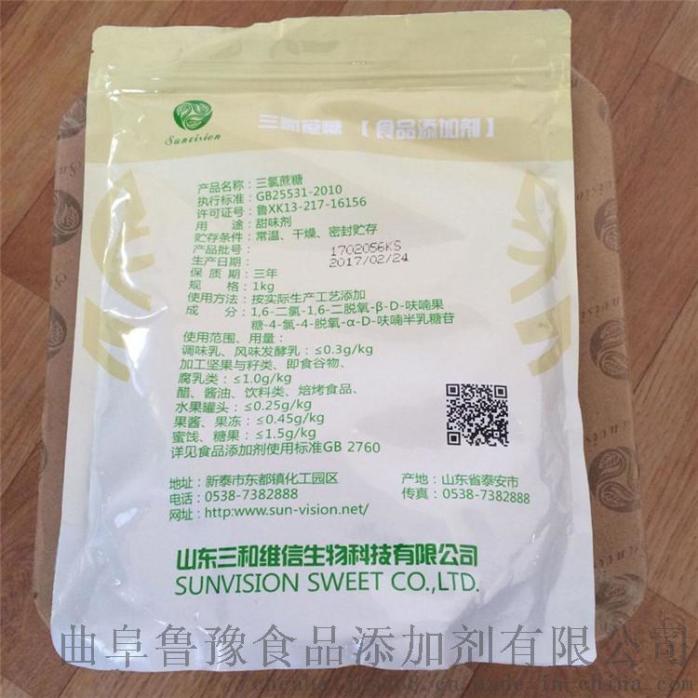 Sunvision
三氯蔗糖 【食品添加剂】
产品名称：三氯蔗糖
执行标准：GB25531-2010
许可证号：鲁XK13-217-16156
用 途：甜味剂
贮存条件：常温、干燥、密封贮存
产品批号：1702056KS
生产日期：2017/02/24
保 质 期：三年
规 格：1kg
使用方法：按实际生产工艺添加
成 分：1,6-二氯-1,6-二脱氧-β-D-呋喃果
糖-4-氯-4-脱氧-α-D-呋喃半乳糖苷
使用范围、用量：
调味乳、风味发酵乳：≤0.3g/kg
加工坚果与籽类、即食谷物、
腐乳类：≤1.0g/kg
醋、酱油、饮料类、焙烤食品、
水果罐头：≤0.25g/kg
果酱、果冻：≤0.45g/kg
蜜饯、糖果：≤1.5g/kg
详见食品添加剂使用标准GB 2760
地址：新泰市东都镇化工园区 产地：山东省泰安市
电话：0538-7382888 传真：0538-7382888
网址：http:www.sun-vision.net/
山东三和维信生物科技有限公司
SUNVISION SWEET CO.,LTD.
曲阜鲁豫食品添加剂有限公司